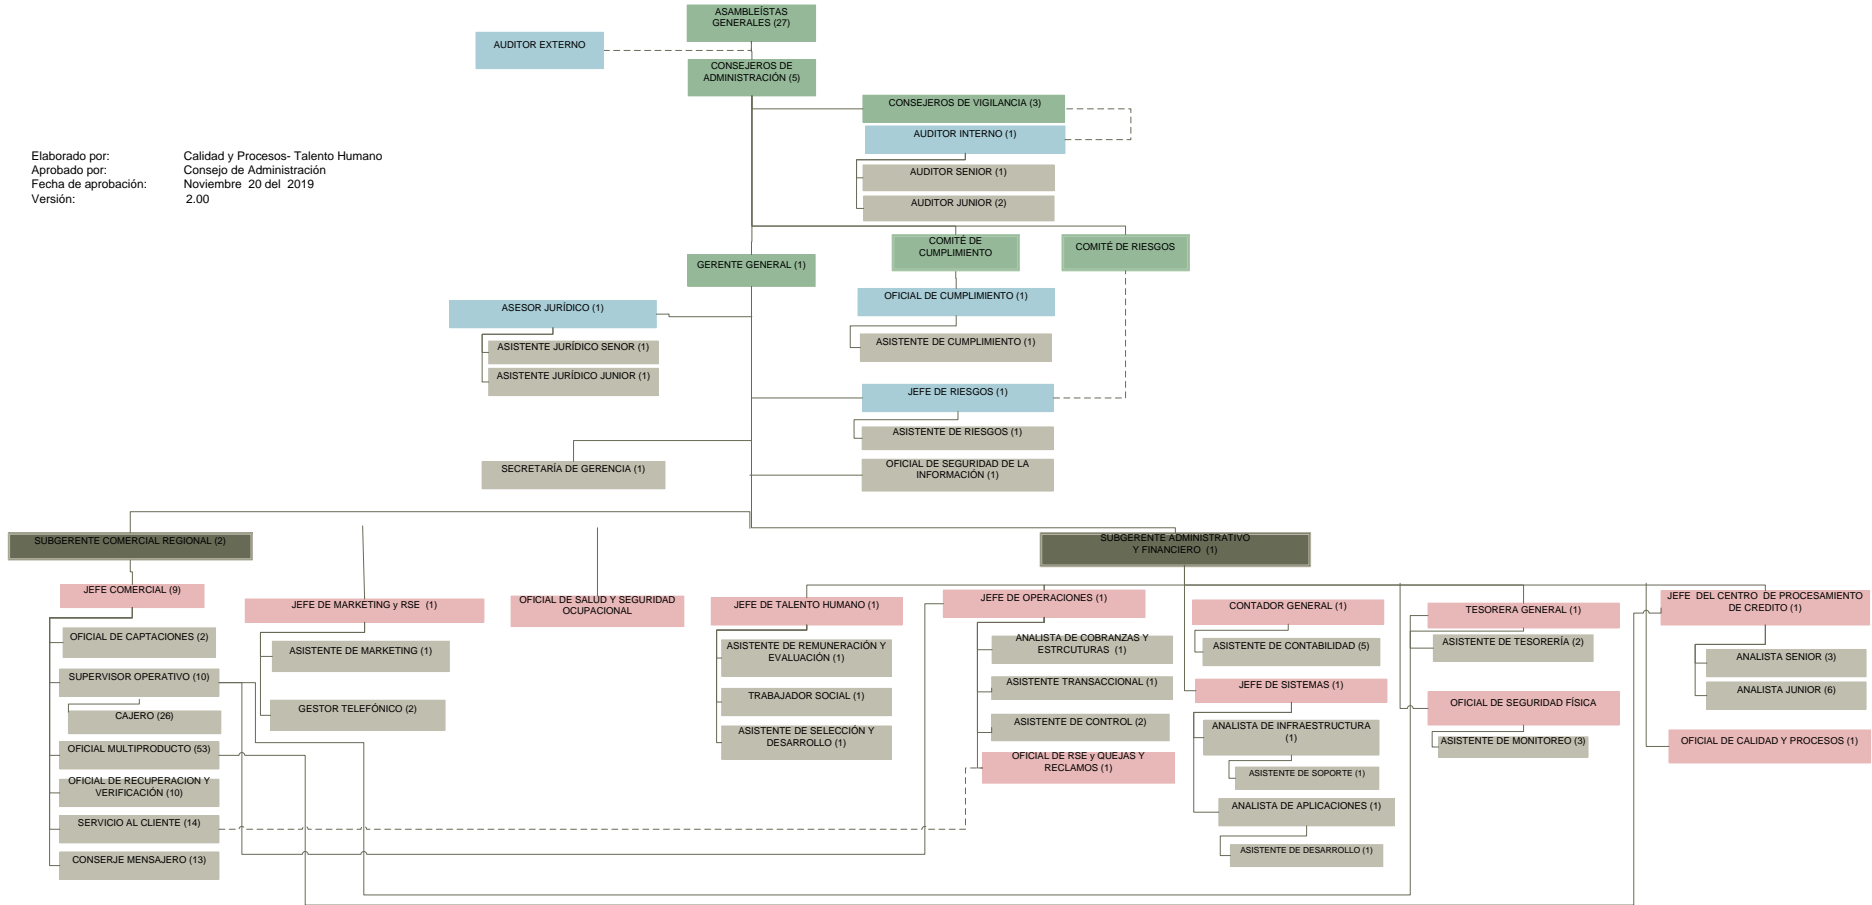 ASAMBLEÍSTAS
GENERALES (27)
AUDITOR EXTERNO
CONSEJEROS DE
ADMINISTRACIÓN (5)
CONSEJEROS DE VIGILANCIA (3)
AUDITOR INTERNO (1)
AUDITOR SENIOR (1)
AUDITOR JUNIOR (2)
Elaborado por: Calidad y Procesos- Talento Humano
Aprobado por: Consejo de Administración
Fecha de aprobación: Noviembre 20 del 2019
Versión: 2.00
COMITÉ DE
CUMPLIMIENTO
COMITÉ DE RIESGOS
GERENTE GENERAL (1)
OFICIAL DE CUMPLIMIENTO (1)
ASISTENTE DE CUMPLIMIENTO (1)
ASESOR JURÍDICO (1)
ASISTENTE JURÍDICO SENOR (1)
ASISTENTE JURÍDICO JUNIOR (1)
JEFE DE RIESGOS (1)
ASISTENTE DE RIESGOS (1)
SECRETARÍA DE GERENCIA (1)
OFICIAL DE SEGURIDAD DE LA
INFORMACIÓN (1)
SUBGERENTE COMERCIAL REGIONAL (2)
SUBGERENTE ADMINISTRATIVO
Y FINANCIERO (1)
JEFE COMERCIAL (9)
OFICIAL DE CAPTACIONES (2)
SUPERVISOR OPERATIVO (10)
CAJERO (26)
OFICIAL MULTIPRODUCTO (53)
OFICIAL DE RECUPERACION Y
VERIFICACIÓN (10)
SERVICIO AL CLIENTE (14)
CONSERJE MENSAJERO (13)
JEFE DE MARKETING y RSE (1)
ASISTENTE DE MARKETING (1)
GESTOR TELEFÓNICO (2)
OFICIAL DE SALUD Y SEGURIDAD
OCUPACIONAL
JEFE DE TALENTO HUMANO (1)
ASISTENTE DE REMUNERACIÓN Y
EVALUACIÓN (1)
TRABAJADOR SOCIAL (1)
ASISTENTE DE SELECCIÓN Y
DESARROLLO (1)
JEFE DE OPERACIONES (1)
ANALISTA DE COBRANZAS Y
ESTRCUTURAS (1)
ASISTENTE TRANSACCIONAL (1)
ASISTENTE DE CONTROL (2)
OFICIAL DE RSE y QUEJAS Y
RECLAMOS (1)
CONTADOR GENERAL (1)
ASISTENTE DE CONTABILIDAD (5)
JEFE DE SISTEMAS (1)
ANALISTA DE INFRAESTRUCTURA
(1)
ASISTENTE DE SOPORTE (1)
ANALISTA DE APLICACIONES (1)
ASISTENTE DE DESARROLLO (1)
TESORERA GENERAL (1)
ASISTENTE DE TESORERÍA (2)
OFICIAL DE SEGURIDAD FÍSICA
ASISTENTE DE MONITOREO (3)
JEFE DEL CENTRO DE PROCESAMIENTO
DE CREDITO (1)
ANALISTA SENIOR (3)
ANALISTA JUNIOR (6)
OFICIAL DE CALIDAD Y PROCESOS (1)